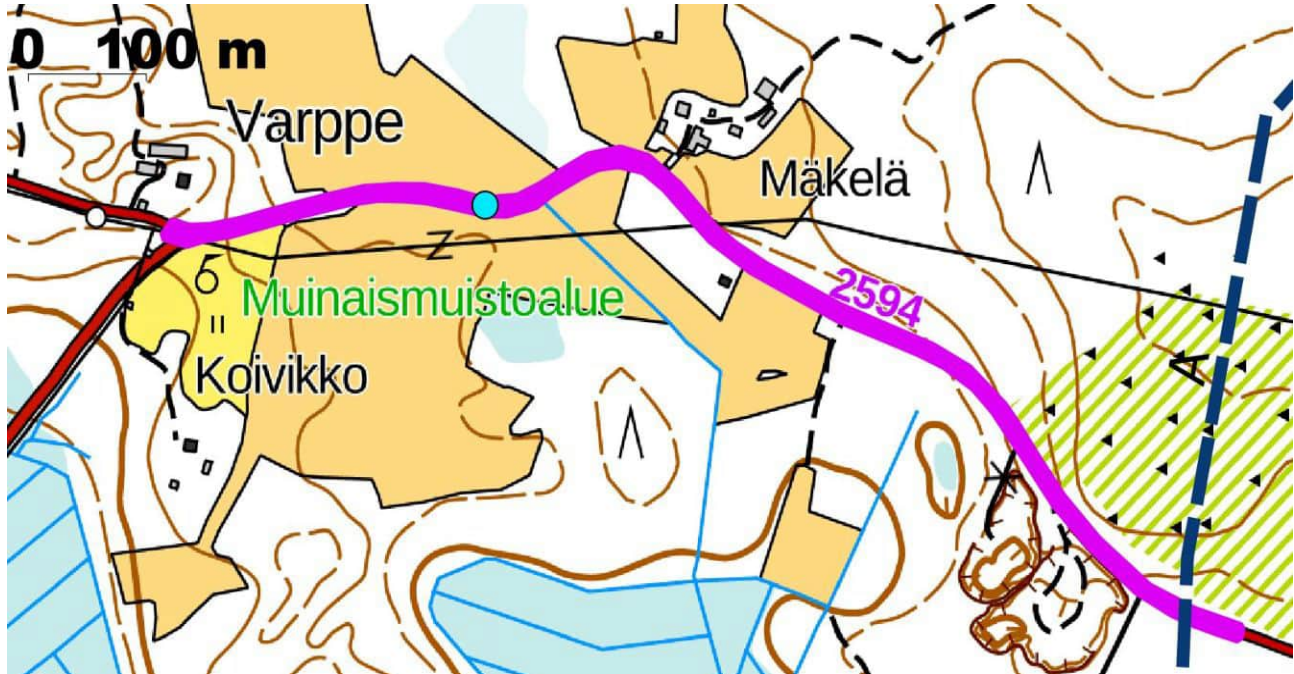 0 100 m
Varppe
Mäkelä
Z
2594
Muinaismuistoalue
A
Koivikko